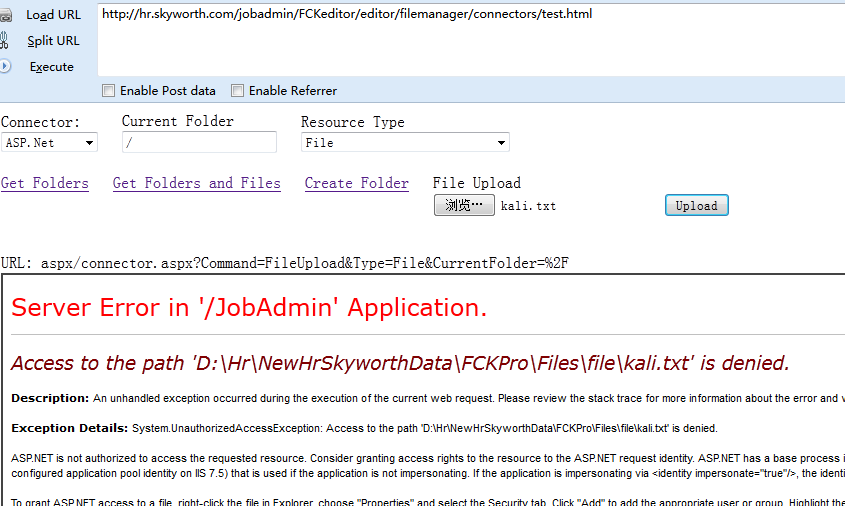 Load URL
http://hr.skyworth.com/jobadmin/FCKeditor/editor/filemanager/connectors/test.html
Split URL
Execute
Enable Post data Enable Referrer
Connector: Current Folder Resource Type
ASP.Net / File
Get Folders Get Folders and Files Create Folder File Upload
浏览… kali.txt Upload
URL: aspx/connector.aspx?Command=FileUpload&Type=File&CurrentFolder=%2F
Server Error in '/JobAdmin' Application.
Access to the path 'D:\Hr\NewHrSkyworthData\FCKPro\Files\file\kali.txt' is denied.
Description: An unhandled exception occurred during the execution of the current web request. Please review the stack trace for more information about the error and
Exception Details: System.UnauthorizedAccessException: Access to the path 'D:\Hr\NewHrSkyworthData\FCKPro\Files\file\kali.txt' is denied.
ASP.NET is not authorized to access the requested resource. Consider granting access rights to the resource to the ASP.NET request identity. ASP.NET has a base process i
configured application pool identity on IIS 7.5) that is used if the application is not impersonating. If the application is impersonating via <identity impersonate="true"/>, the identi
To grant ASP.NET access to a file, right-click the file in Explorer, choose "Properties" and select the Security tab. Click "Add" to add the appropriate user or group. Highlight the